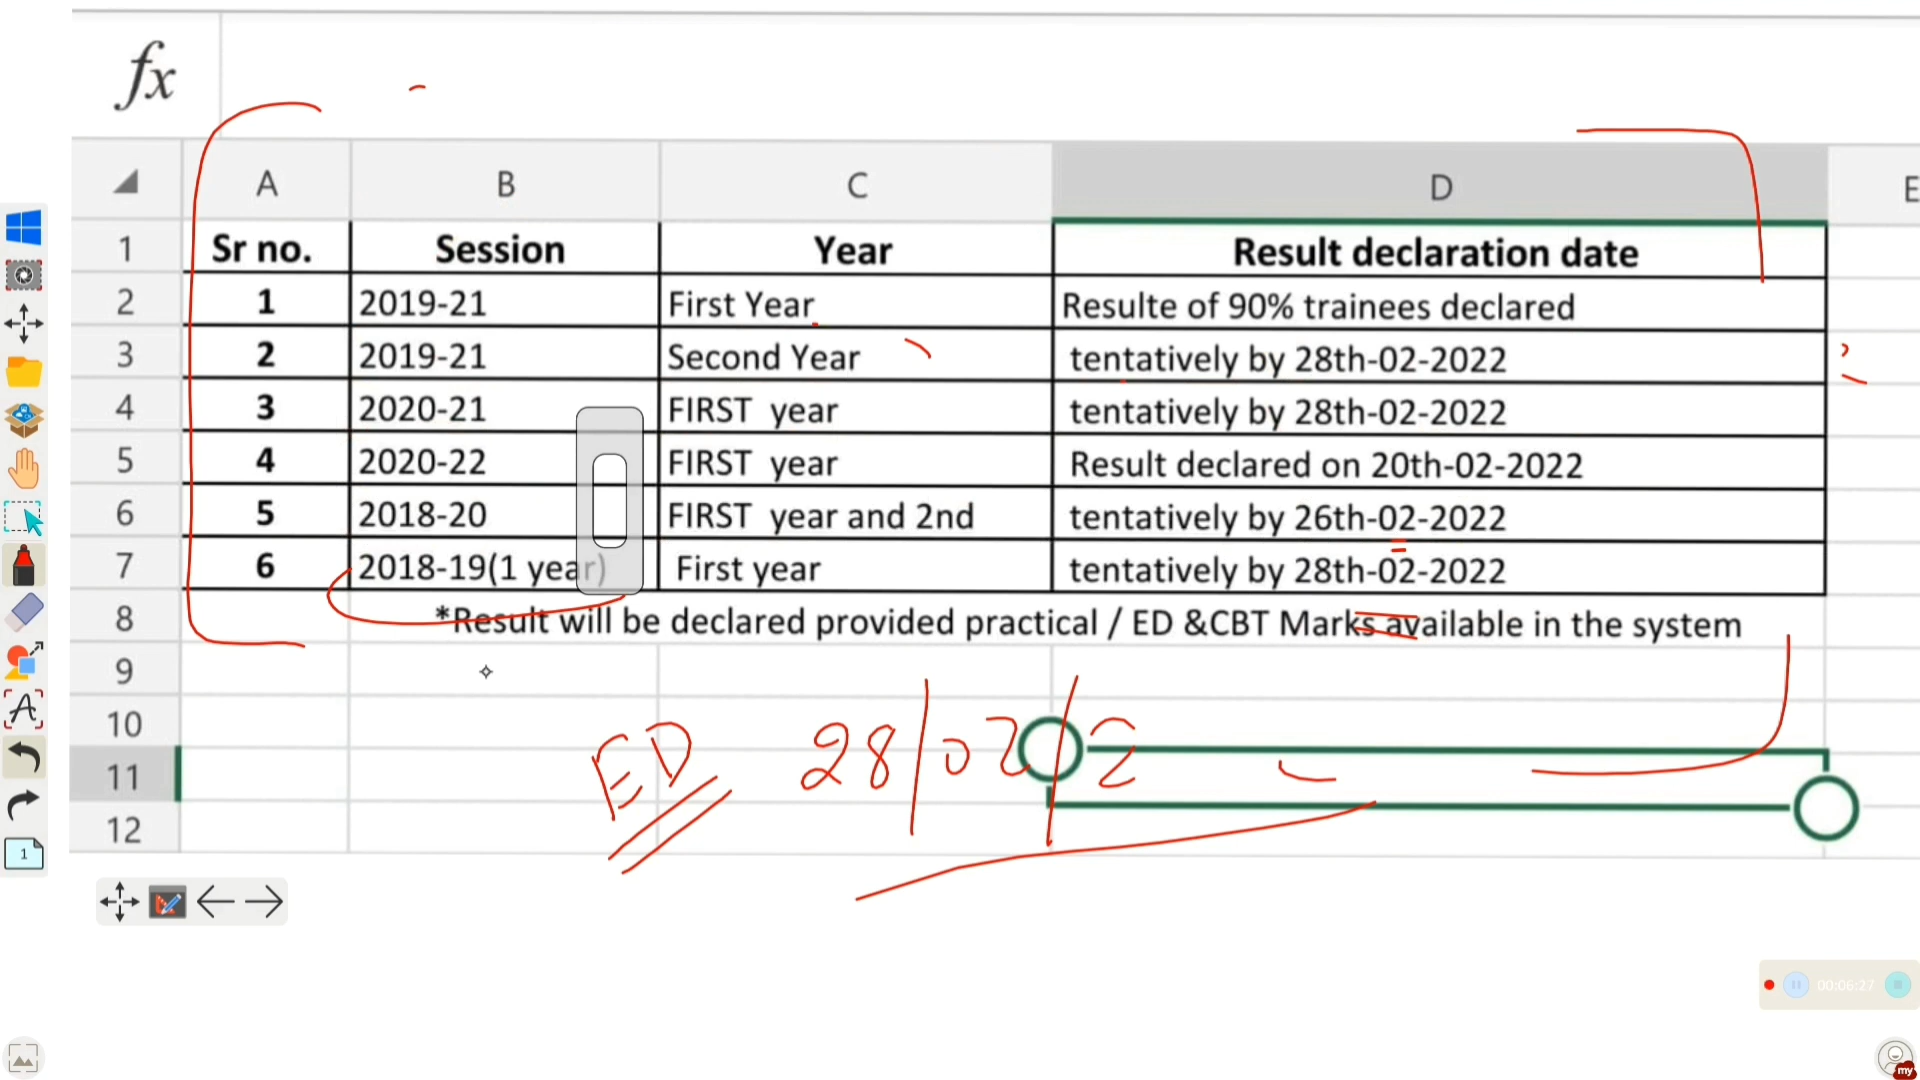 fx
A B C D E
1 Sr no. Session Year Result declaration date
2 1 2019-21 First Year Resulte of 90% trainees declared
3 2 2019-21 Second Year tentatively by 28th-02-2022
4 3 2020-21 FIRST year tentatively by 28th-02-2022
5 4 2020-22 FIRST year Result declared on 20th-02-2022
6 5 2018-20 FIRST year and 2nd tentatively by 26th-02-2022
7 6 2018-19(1 year) First year tentatively by 28th-02-2022
8 *Result will be declared provided practical / ED &CBT Marks available in the system
9
10
ED 28/02/2
11
12
1
00:06:27
my